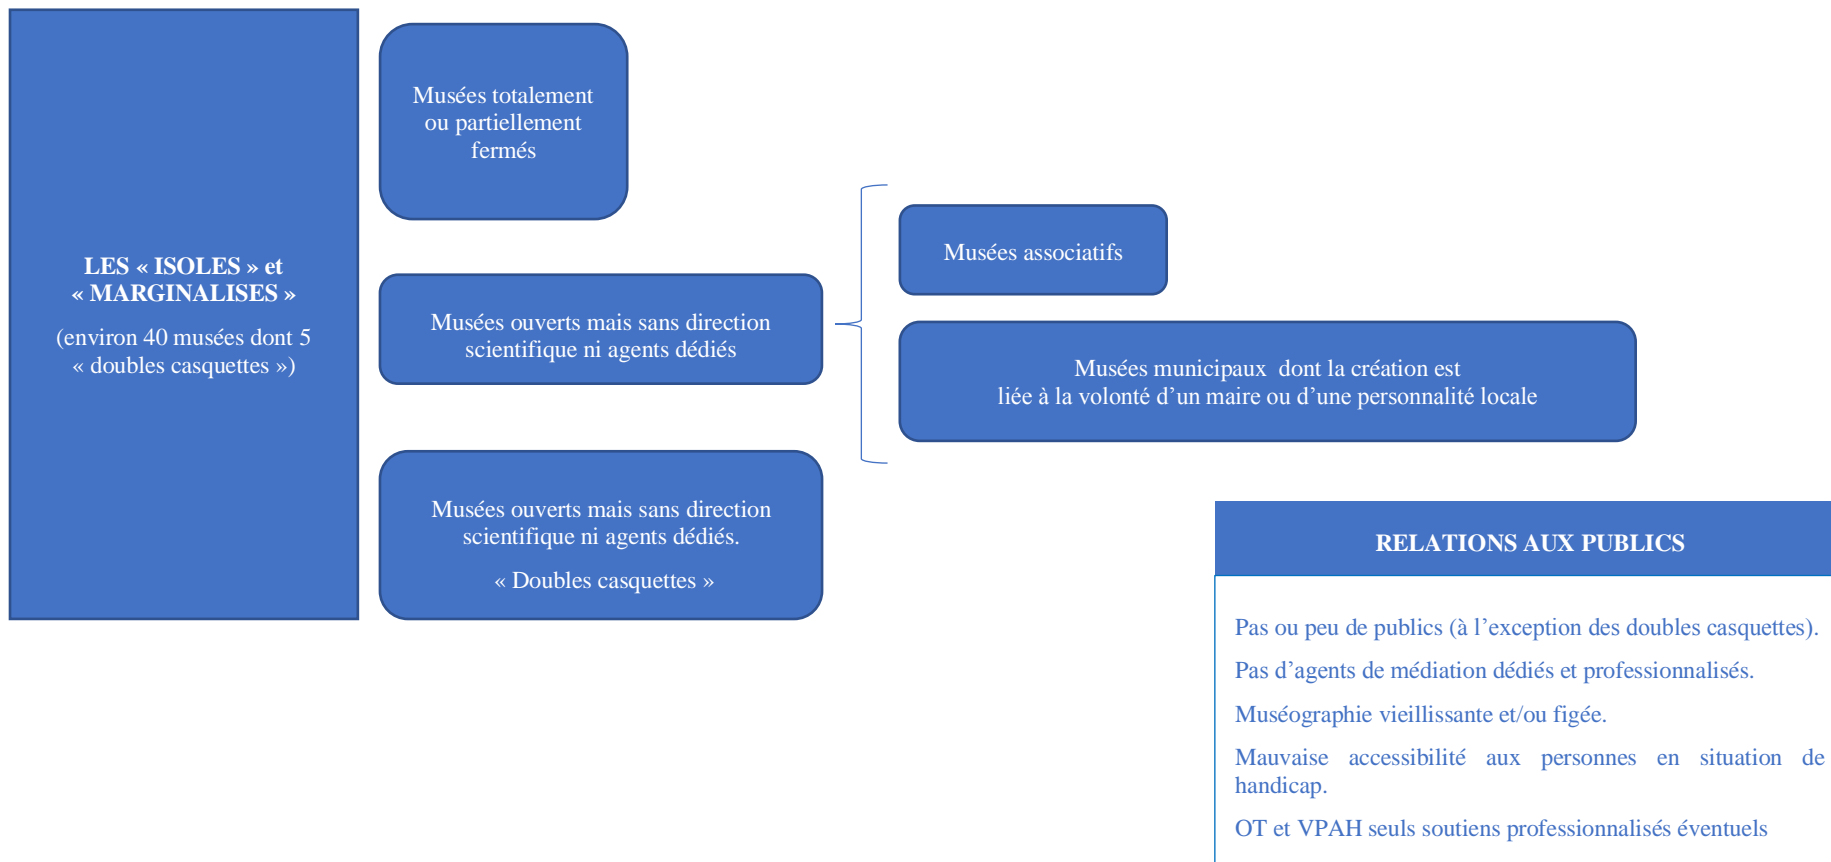 LES « ISOLES » et
« MARGINALISES »
(environ 40 musées dont 5
« doubles casquettes »)
Musées totalement
ou partiellement
fermés
Musées ouverts mais sans direction
scientifique ni agents dédiés
Musées associatifs
Musées municipaux dont la création est
liée à la volonté d’un maire ou d’une personnalité locale
Musées ouverts mais sans direction
scientifique ni agents dédiés.
« Doubles casquettes »
RELATIONS AUX PUBLICS
Pas ou peu de publics (à l’exception des doubles casquettes).
Pas d’agents de médiation dédiés et professionnalisés.
Muséographie vieillissante et/ou figée.
Mauvaise accessibilité aux personnes en situation de
handicap.
OT et VPAH seuls soutiens professionnalisés éventuels